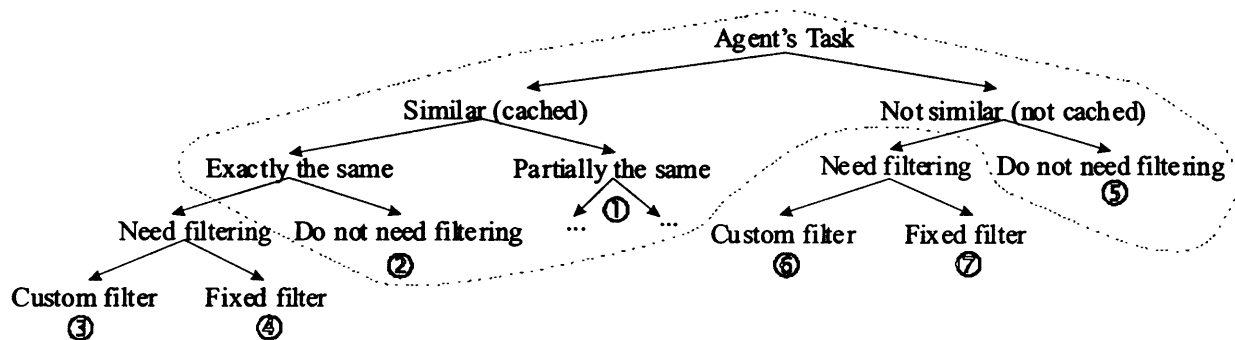 Agent's Task
Similar (cached)
Not similar (not cached)
Exactly the same
Partially the same
Need filtering
Do not need filtering
⑤
Need filtering
Do not need filtering
②
...
①
...
Custom filter
⑥
Fixed filter
⑦
Custom filter
③
Fixed filter
④